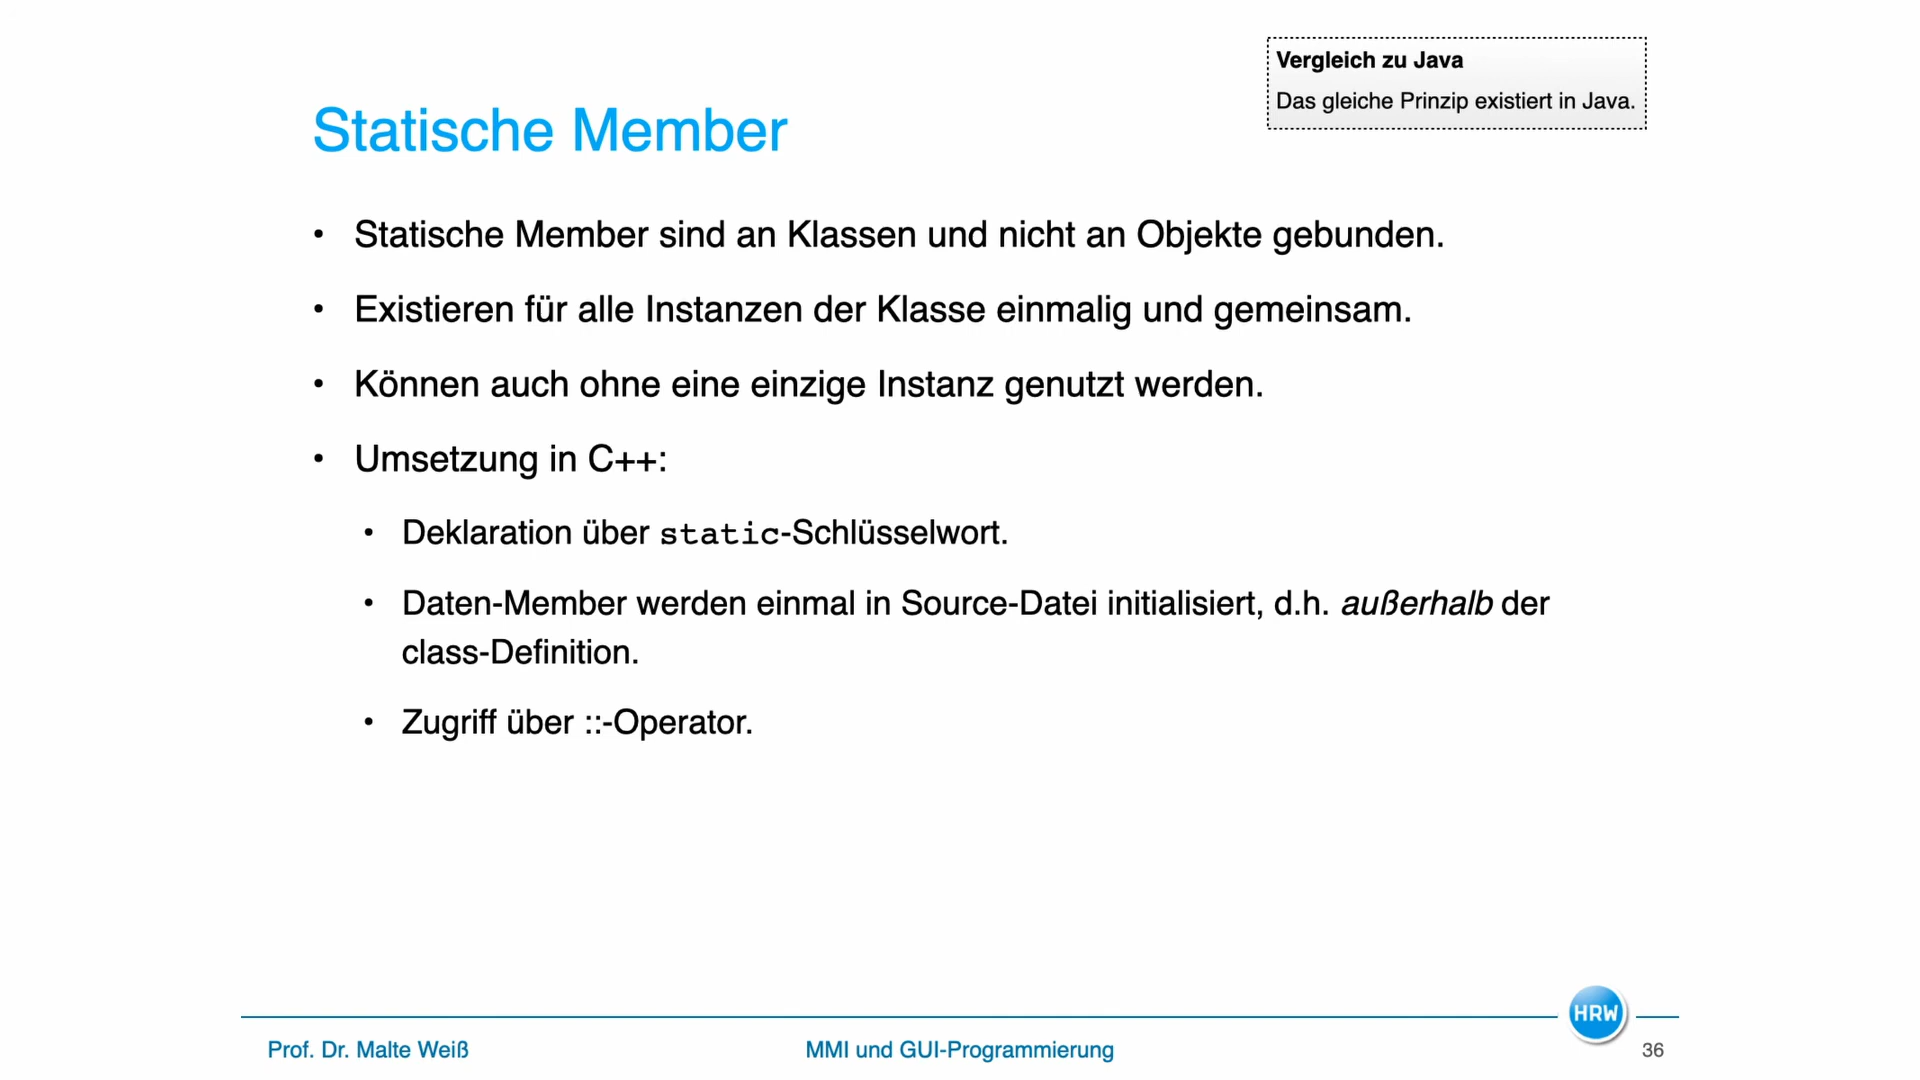 Vergleich zu Java
Das gleiche Prinzip existiert in Java.
Statische Member
• Statische Member sind an Klassen und nicht an Objekte gebunden.
• Existieren für alle Instanzen der Klasse einmalig und gemeinsam.
• Können auch ohne eine einzige Instanz genutzt werden.
• Umsetzung in C++:
• Deklaration über static-Schlüsselwort.
• Daten-Member werden einmal in Source-Datei initialisiert, d.h. außerhalb der
class-Definition.
• Zugriff über ::-Operator.
HRW
Prof. Dr. Malte Weiß
MMI und GUI-Programmierung
36